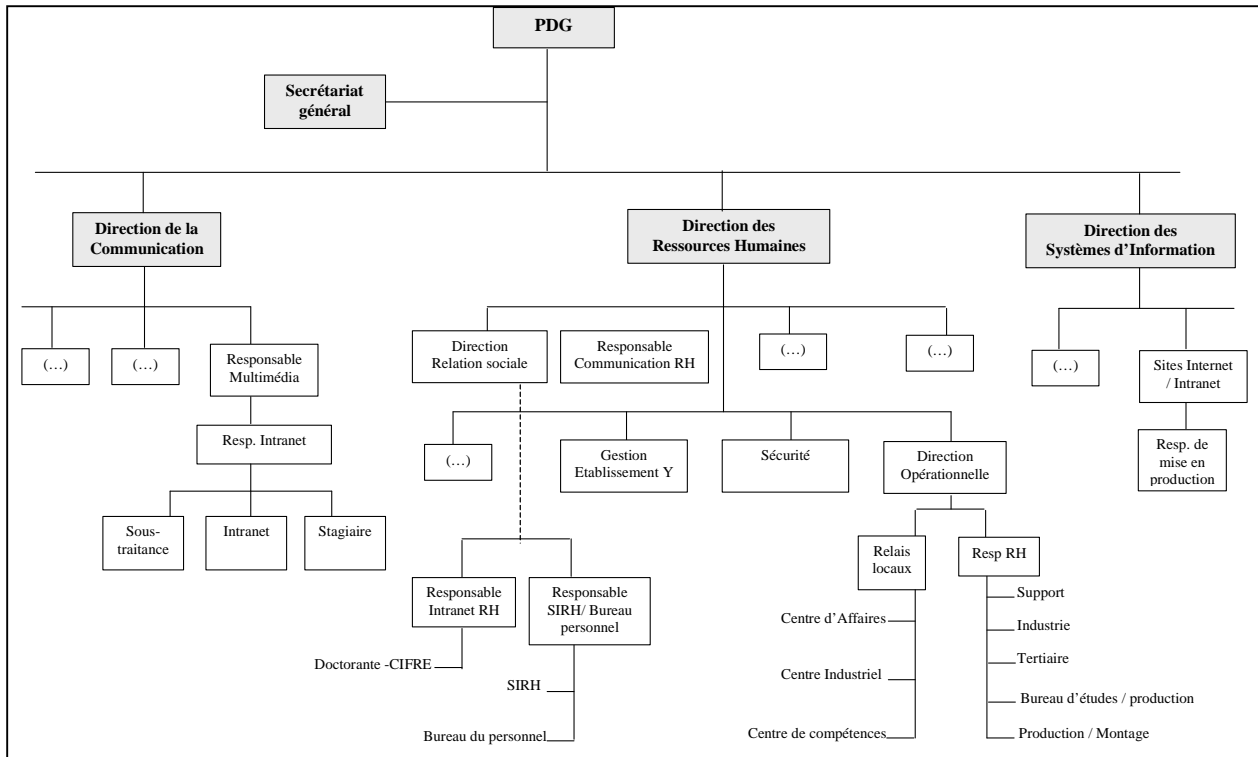 PDG
Secrétariat
général
Direction de la
Communication
Direction des
Ressources Humaines
Direction des
Systèmes d'Information
(…)
(…)
Responsable
Multimédia
Direction
Relation sociale
Responsable
Communication RH
(…)
(…)
(…)
Sites Internet
/ Intranet
Resp. Intranet
(…)
Gestion
Etablissement Y
Sécurité
Direction
Opérationnelle
Resp. de
mise en
production
Sous-
traitance
Intranet
Stagiaire
Relais
locaux
Resp RH
Responsable
Intranet RH
Responsable
SIRH/ Bureau
personnel
Support
Centre d'Affaires
Industrie
Doctorante -CIFRE
Tertiaire
SIRH
Centre Industriel
Bureau d'études / production
Bureau du personnel
Centre de compétences
Production / Montage